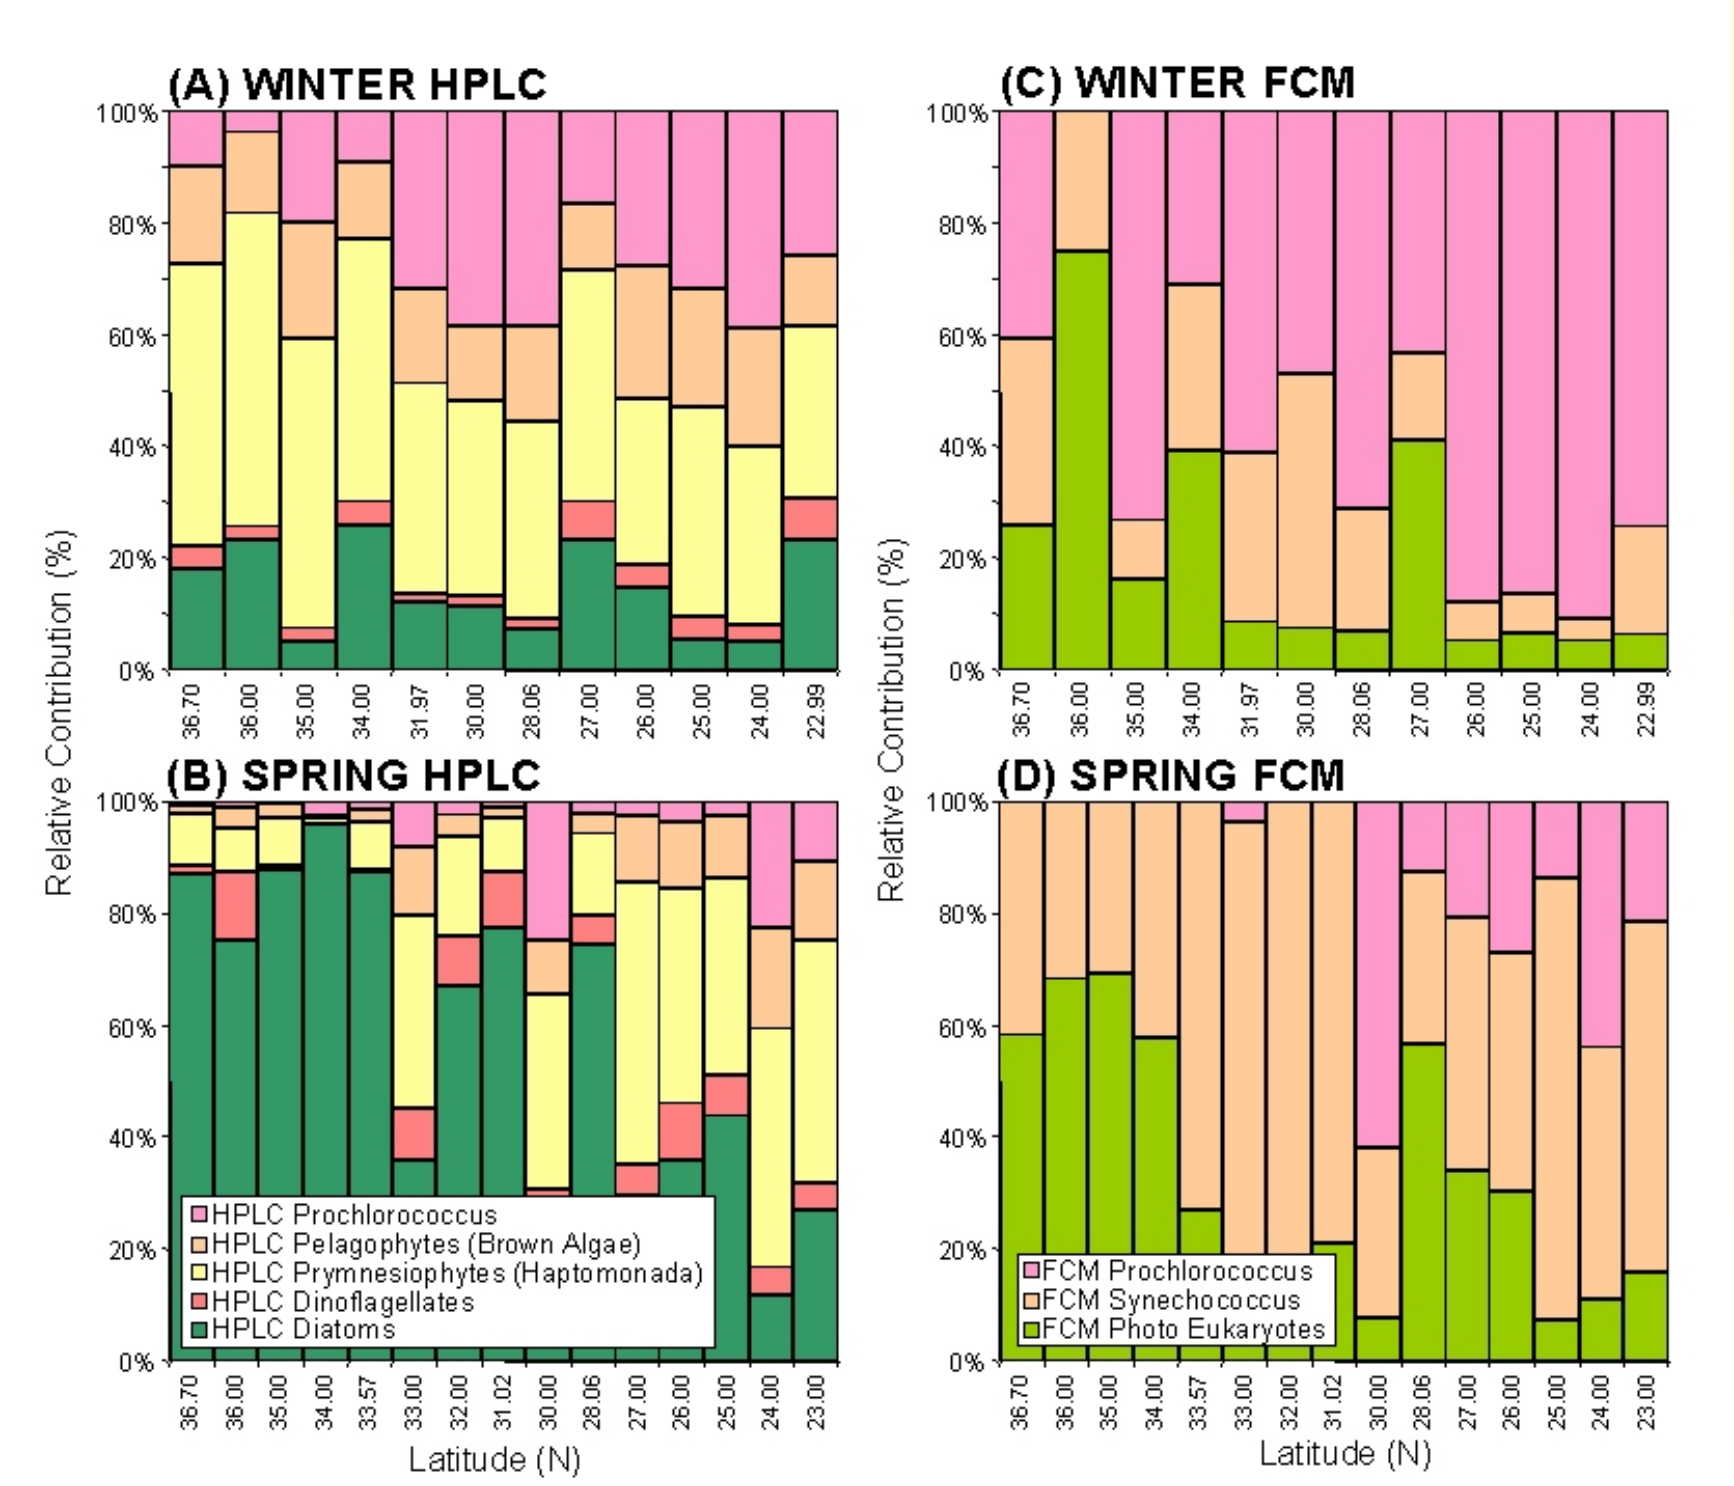 (A) WINTER HPLC
100%
80%
60%
40%
20%
0%
36.70 36.00 35.00 34.00 31.97 30.00 28.06 27.00 26.00 25.00 24.00 22.99
Relative Contribution (%)
(B) SPRING HPLC
100%
80%
60%
40%
20%
0%
HPLC Prochlorococcus
HPLC Pelagophytes (Brown Algae)
HPLC Prymnesiophytes (Haptomonada)
HPLC Dinoflagellates
HPLC Diatoms
36.70 36.00 35.00 34.00 33.57 33.00 32.00 31.02 30.00 28.06 27.00 26.00 25.00 24.00 23.00
Latitude (N)
(C) WINTER FCM
100%
80%
60%
40%
20%
0%
36.70 36.00 35.00 34.00 31.97 30.00 28.06 27.00 26.00 25.00 24.00 22.99
Relative Contribution (%)
(D) SPRING FCM
100%
80%
60%
40%
20%
0%
FCM Prochlorococcus
FCM Synechococcus
FCM Photo Eukaryotes
36.70 36.00 35.00 34.00 33.57 33.00 32.00 31.02 30.00 28.06 27.00 26.00 25.00 24.00 23.00
Latitude (N)